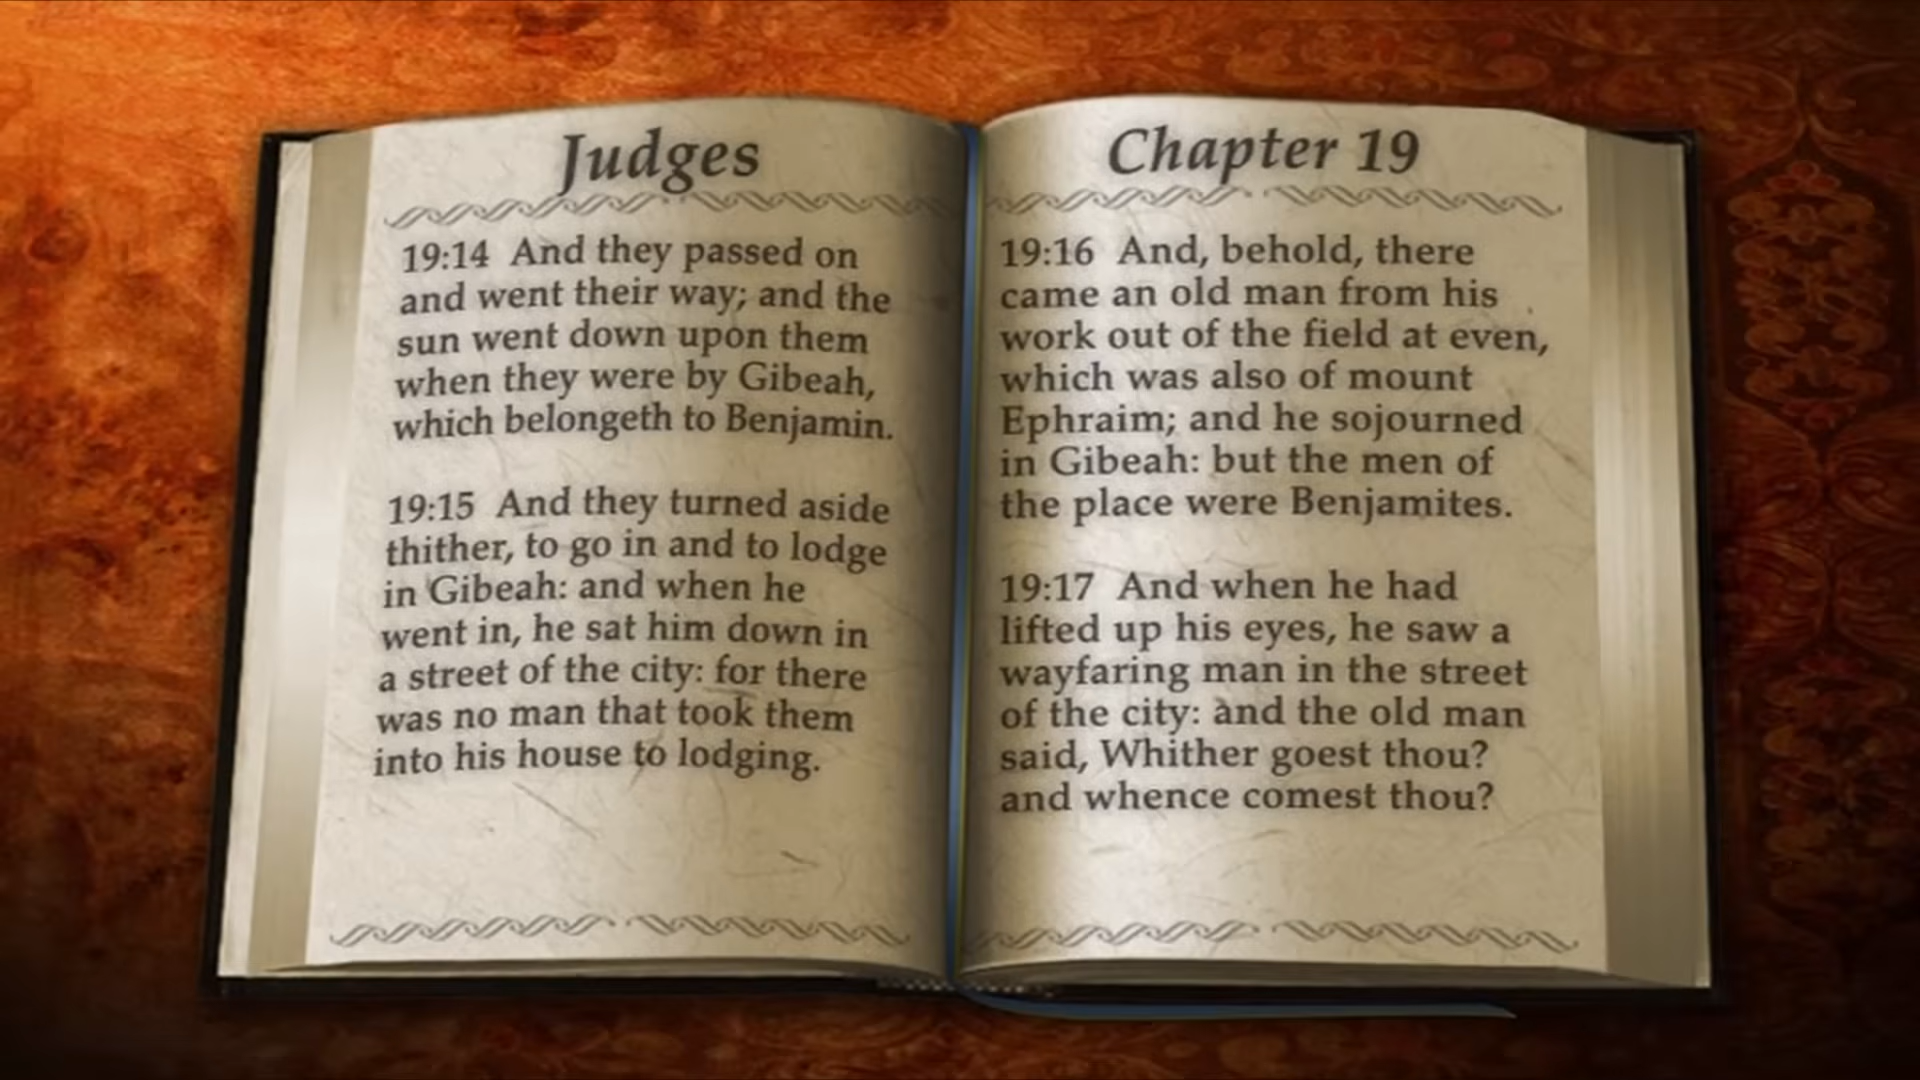 Judges
19:14 And they passed on
and went their way; and the
sun went down upon them
when they were by Gibeah,
which belongeth to Benjamin.
19:15 And they turned aside
thither, to go in and to lodge
in Gibeah: and when he
went in, he sat him down in
a street of the city: for there
was no man that took them
into his house to lodging.
Chapter 19
19:16 And, behold, there
came an old man from his
work out of the field at even,
which was also of mount
Ephraim; and he sojourned
in Gibeah: but the men of
the place were Benjamites.
19:17 And when he had
lifted up his eyes, he saw a
wayfaring man in the street
of the city: and the old man
said, Whither goest thou?
and whence comest thou?